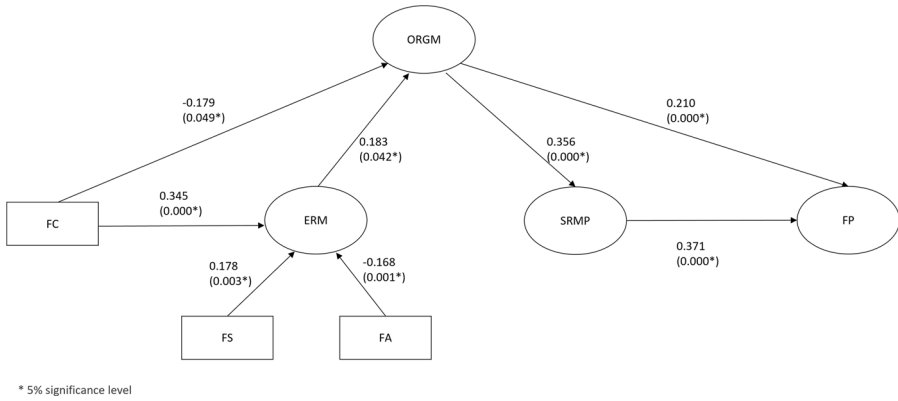 ORGM
-0.179
(0.049*)
0.210
(0.000*)
0.183
(0.042*)
0.356
(0.000*)
0.345
(0.000*)
FC
ERM
SRMP
FP
0.371
(0.000*)
0.178
(0.003*)
-0.168
(0.001*)
FS
FA
* 5% significance level